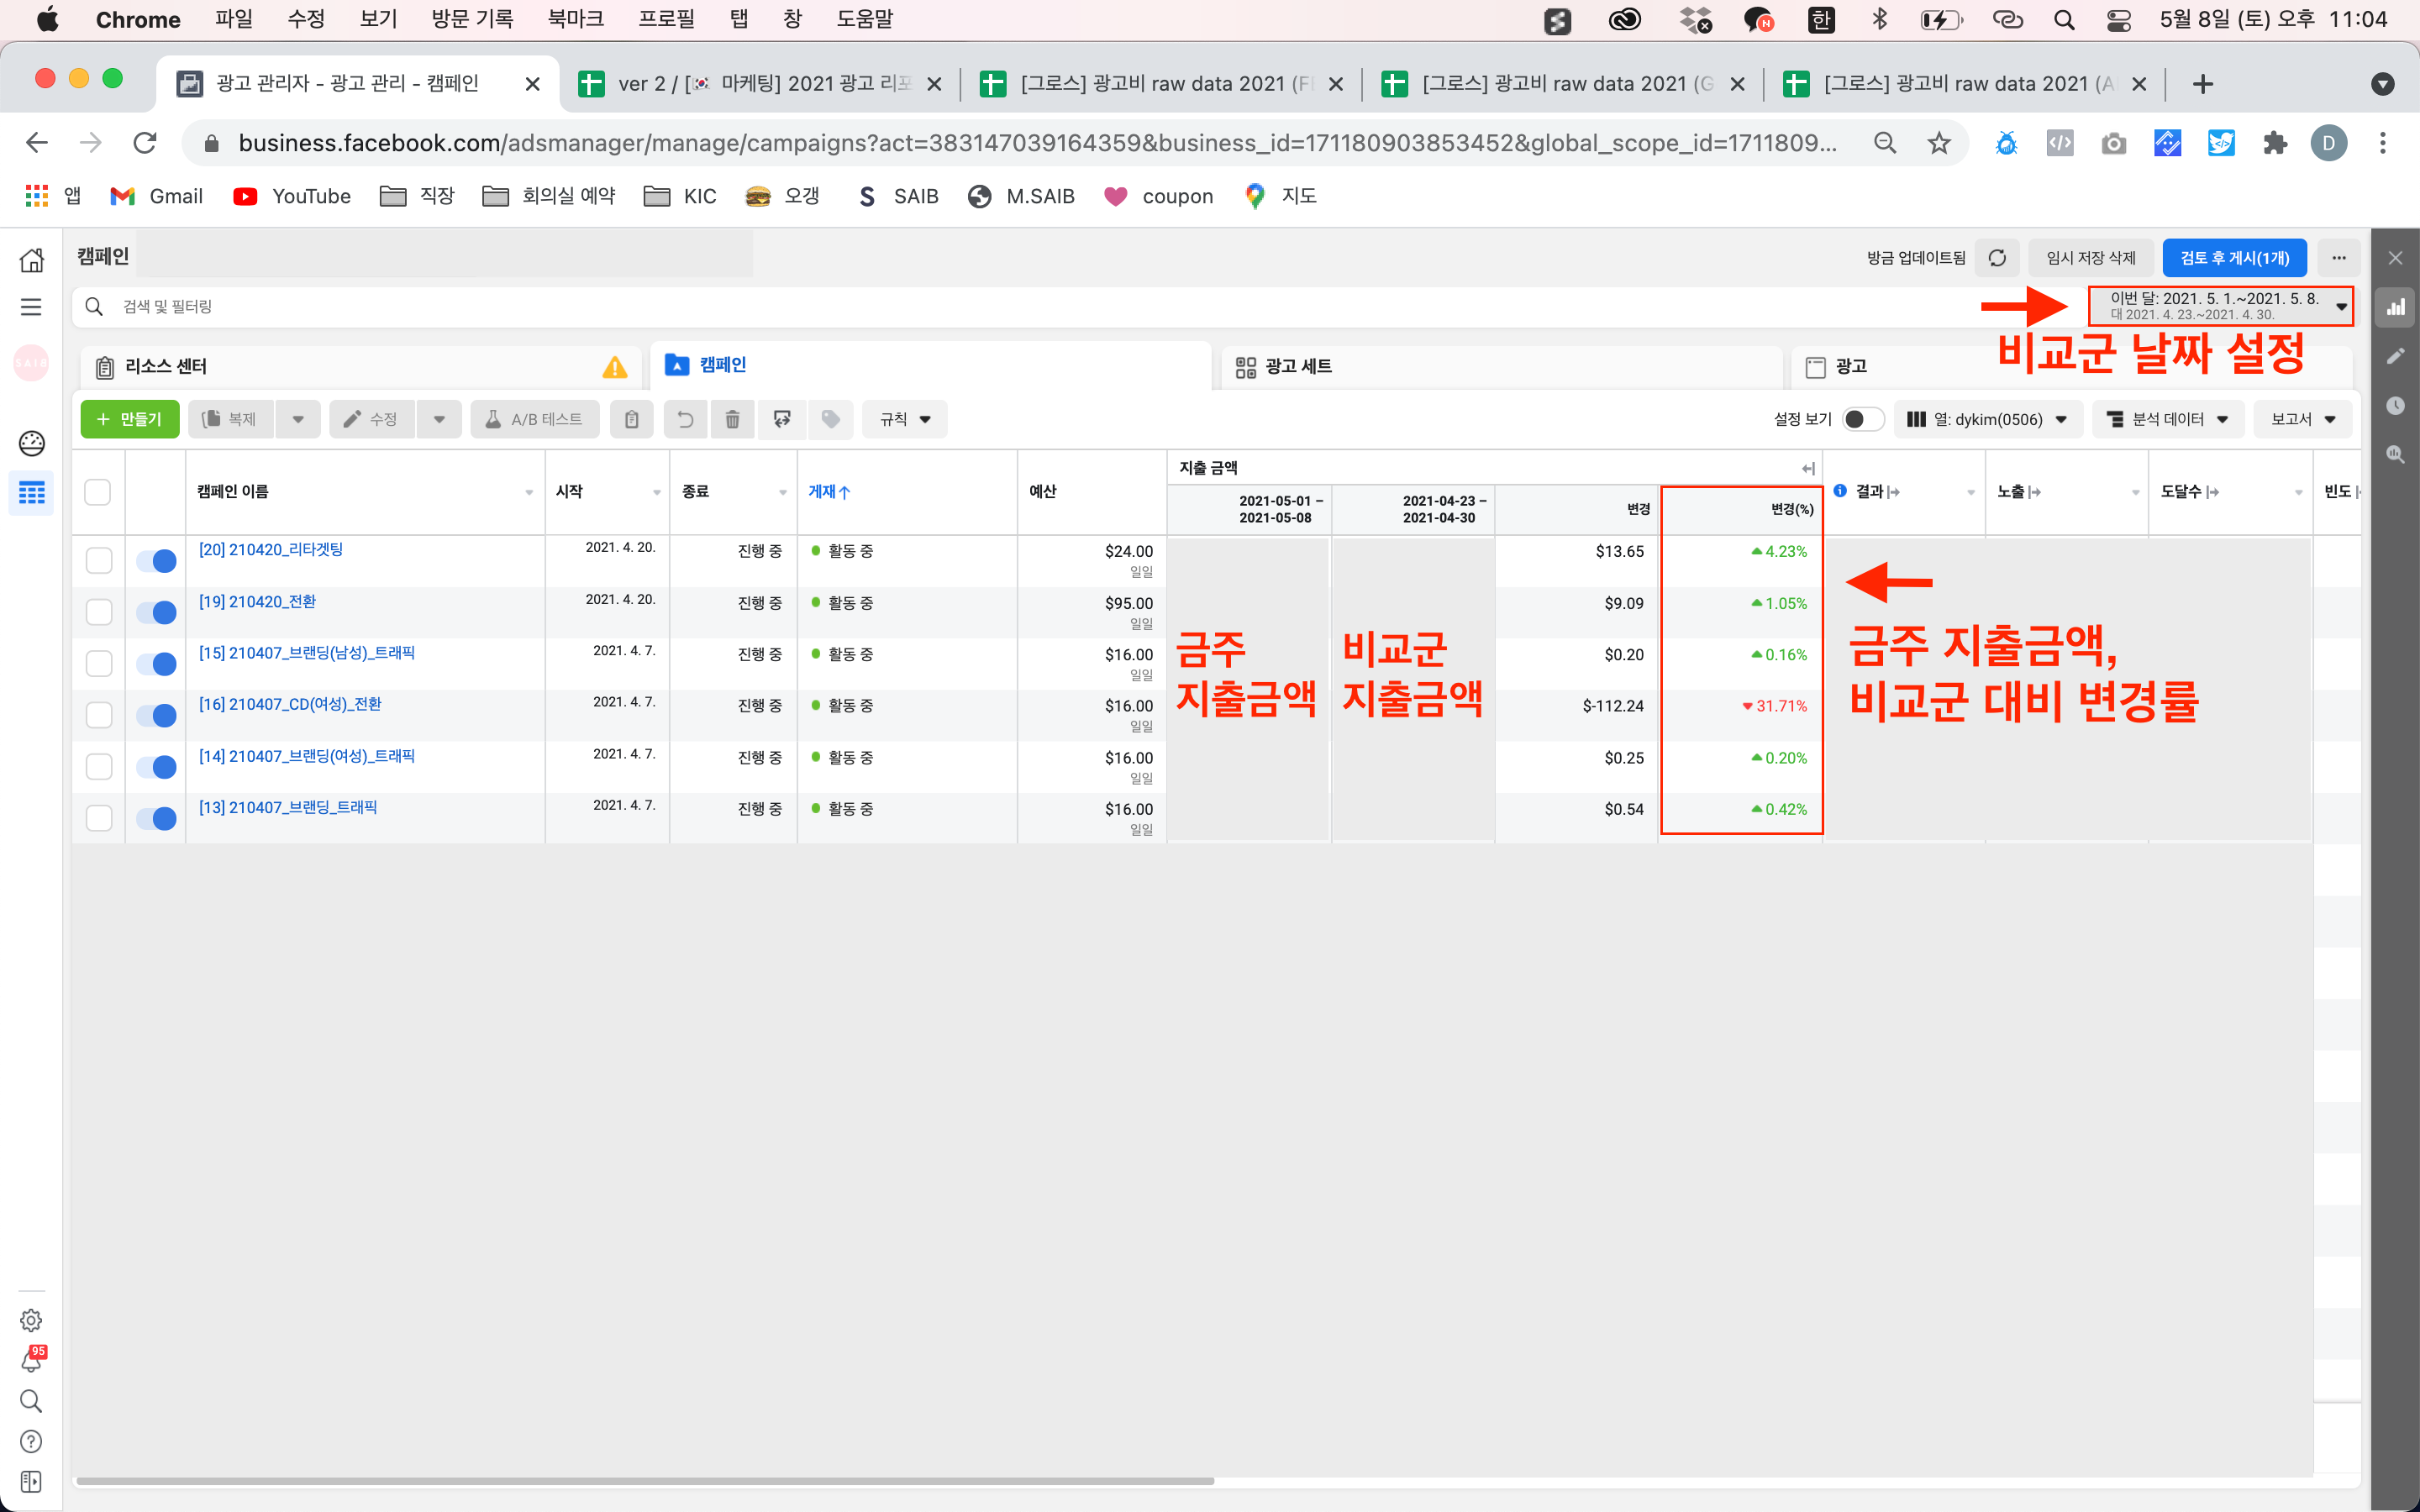 Chrome 파일 수정 보기 방문 기록 북마크 프로필 탭 창 도움말 한 5월 8일 (토) 오후 11:04
광고 관리자 - 광고 관리 - 캠페인
ver 2 / [🇰🇷 마케팅] 2021 광고 리포
[그로스] 광고비 raw data 2021 (F
[그로스] 광고비 raw data 2021 (G
[그로스] 광고비 raw data 2021 (A
business.facebook.com/adsmanager/manage/campaigns?act=383147039164359&business_id=171180903853452&global_scope_id=1711809... D
앱 Gmail YouTube 직장 회의실 예약 KIC 오갱 S SAIB M.SAIB coupon 지도
캠페인 방금 업데이트됨 임시 저장 삭제 검토 후 게시(1개) ...
검색 및 필터링
이번 달: 2021. 5. 1.~2021. 5. 8.
대 2021. 4. 23.~2021. 4. 30.
비교군 날짜 설정
SAIB
리소스 센터 캠페인 광고 세트 광고
+ 만들기 복제 수정 A/B 테스트 규칙 설정 보기 열: dykim(0506) 분석 데이터 보고서
지출 금액
캠페인 이름 시작 종료 게재↑ 예산
2021-05-01 –
2021-05-08
2021-04-23 –
2021-04-30
변경 변경(%) 결과 노출 도달수 빈도
[20] 210420_리타겟팅 2021. 4. 20. 진행 중 활동 중 $24.00 $13.65 4.23%
일일
[19] 210420_전환 2021. 4. 20. 진행 중 활동 중 $95.00 $9.09 1.05%
일일
[15] 210407_브랜딩(남성)_트래픽 2021. 4. 7. 진행 중 활동 중 $16.00 $0.20 0.16%
일일
[16] 210407_CD(여성)_전환 2021. 4. 7. 진행 중 활동 중 $16.00 $-112.24 31.71%
일일
[14] 210407_브랜딩(여성)_트래픽 2021. 4. 7. 진행 중 활동 중 $16.00 $0.25 0.20%
일일
[13] 210407_브랜딩_트래픽 2021. 4. 7. 진행 중 활동 중 $16.00 $0.54 0.42%
일일
금주
지출금액
비교군
지출금액
금주 지출금액,
비교군 대비 변경률
95